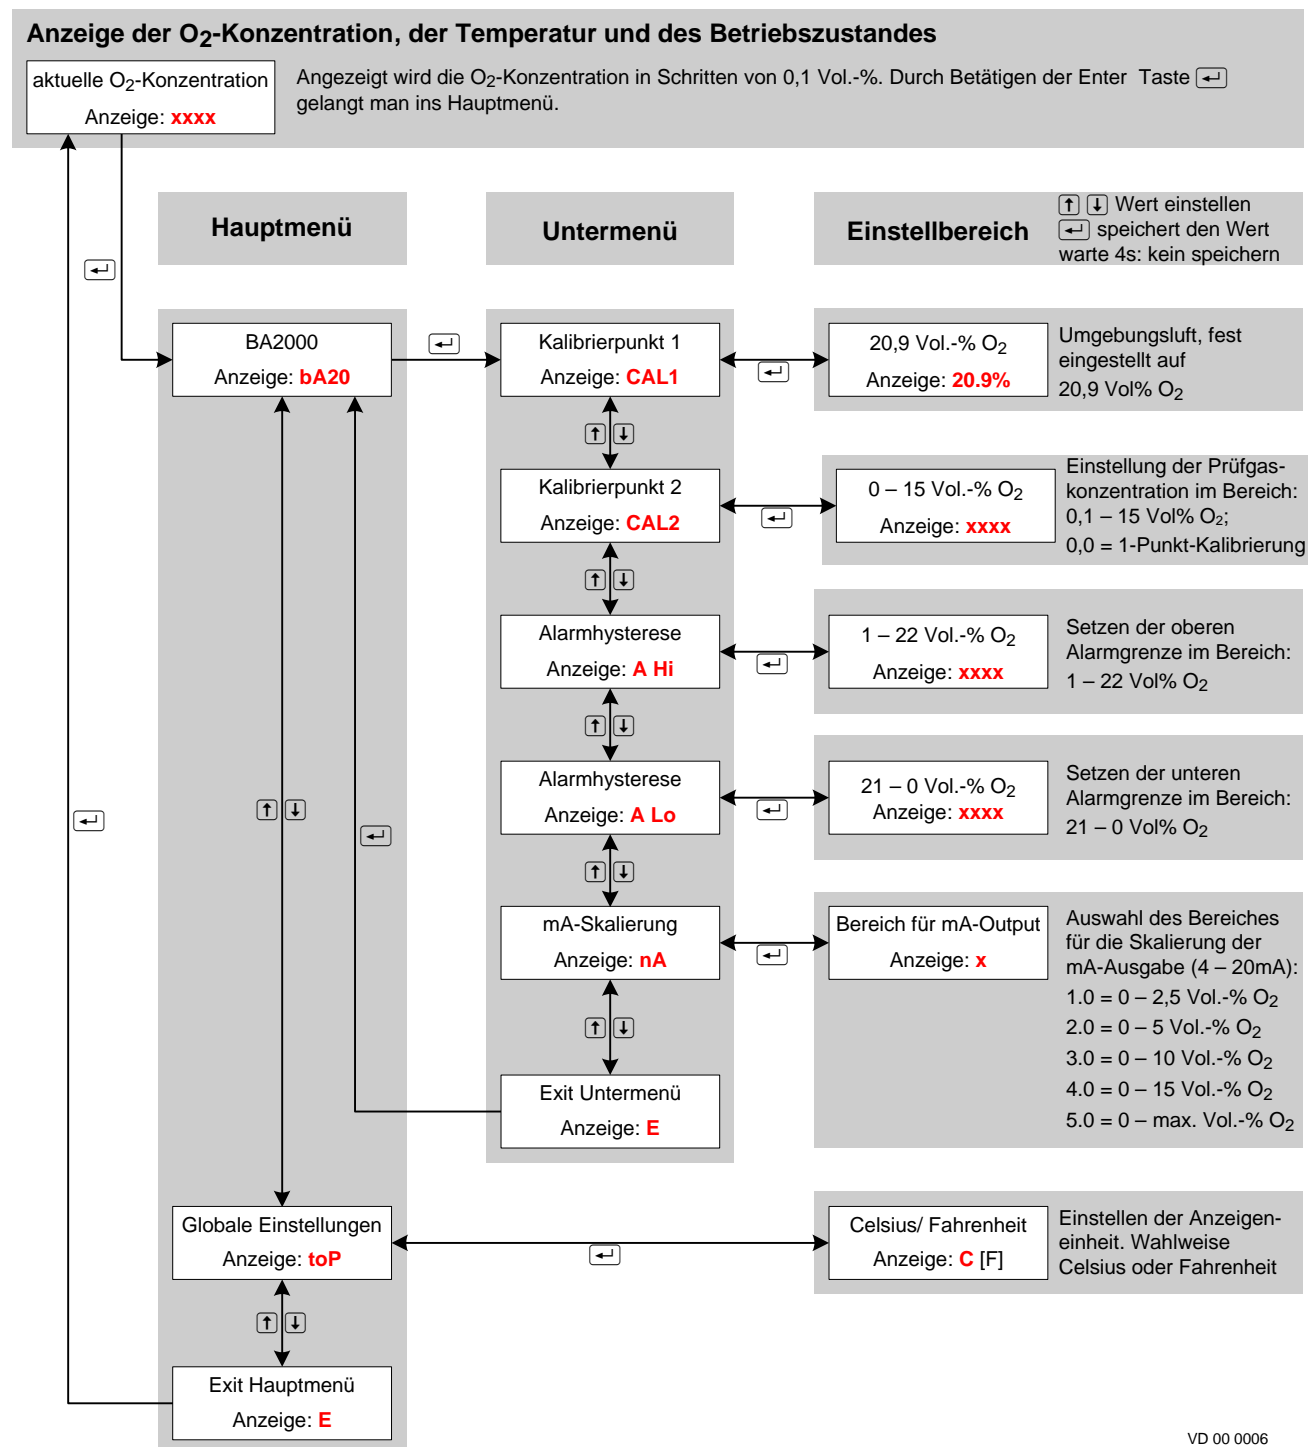 Anzeige der O2-Konzentration, der Temperatur und des Betriebszustandes
aktuelle O2-Konzentration
Anzeige: xxxx
Angezeigt wird die O2-Konzentration in Schritten von 0,1 Vol.-%. Durch Betätigen der Enter Taste ↵
gelangt man ins Hauptmenü.
Hauptmenü
Untermenü
Einstellbereich
↑ ↓ Wert einstellen
↵ speichert den Wert
warte 4s: kein speichern
↵
BA2000
Anzeige: bA20
↵
Kalibrierpunkt 1
Anzeige: CAL1
↵
20,9 Vol.-% O2
Anzeige: 20.9%
Umgebungsluft, fest
eingestellt auf
20,9 Vol% O2
↑ ↓
Kalibrierpunkt 2
Anzeige: CAL2
↵
0 – 15 Vol.-% O2
Anzeige: xxxx
Einstellung der Prüfgas-
konzentration im Bereich:
0,1 – 15 Vol% O2;
0,0 = 1-Punkt-Kalibrierung
↑ ↓
Alarmhysterese
Anzeige: A Hi
↵
1 – 22 Vol.-% O2
Anzeige: xxxx
Setzen der oberen
Alarmgrenze im Bereich:
1 – 22 Vol% O2
↑ ↓
Alarmhysterese
Anzeige: A Lo
↵
21 – 0 Vol.-% O2
Anzeige: xxxx
Setzen der unteren
Alarmgrenze im Bereich:
21 – 0 Vol% O2
↵
↑ ↓
↵
↑ ↓
mA-Skalierung
Anzeige: nA
↵
Bereich für mA-Output
Anzeige: x
Auswahl des Bereiches
für die Skalierung der
mA-Ausgabe (4 – 20mA):
1.0 = 0 – 2,5 Vol.-% O2
2.0 = 0 – 5 Vol.-% O2
3.0 = 0 – 10 Vol.-% O2
4.0 = 0 – 15 Vol.-% O2
5.0 = 0 – max. Vol.-% O2
↑ ↓
Exit Untermenü
Anzeige: E
Globale Einstellungen
Anzeige: toP
↵
Celsius/ Fahrenheit
Anzeige: C [F]
Einstellen der Anzeigen-
einheit. Wahlweise
Celsius oder Fahrenheit
↑ ↓
Exit Hauptmenü
Anzeige: E
VD 00 0006